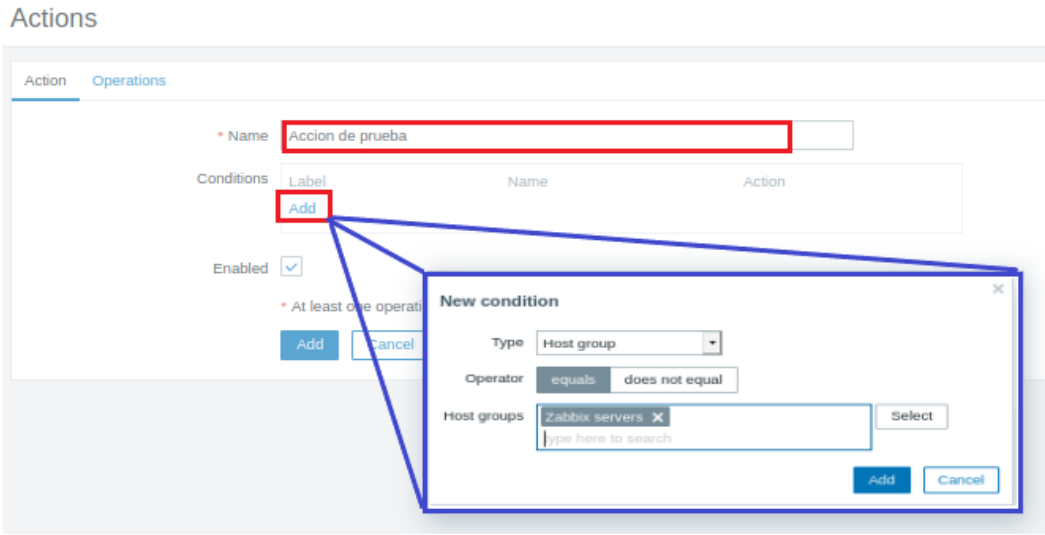 Actions
Action Operations
* Name Accion de prueba
Conditions Label Name Action
Add
Enabled
* At least one operati
Add Cancel
New condition
Type Host group
Operator equals does not equal
Host groups Zabbix servers Select
type here to search
Add Cancel